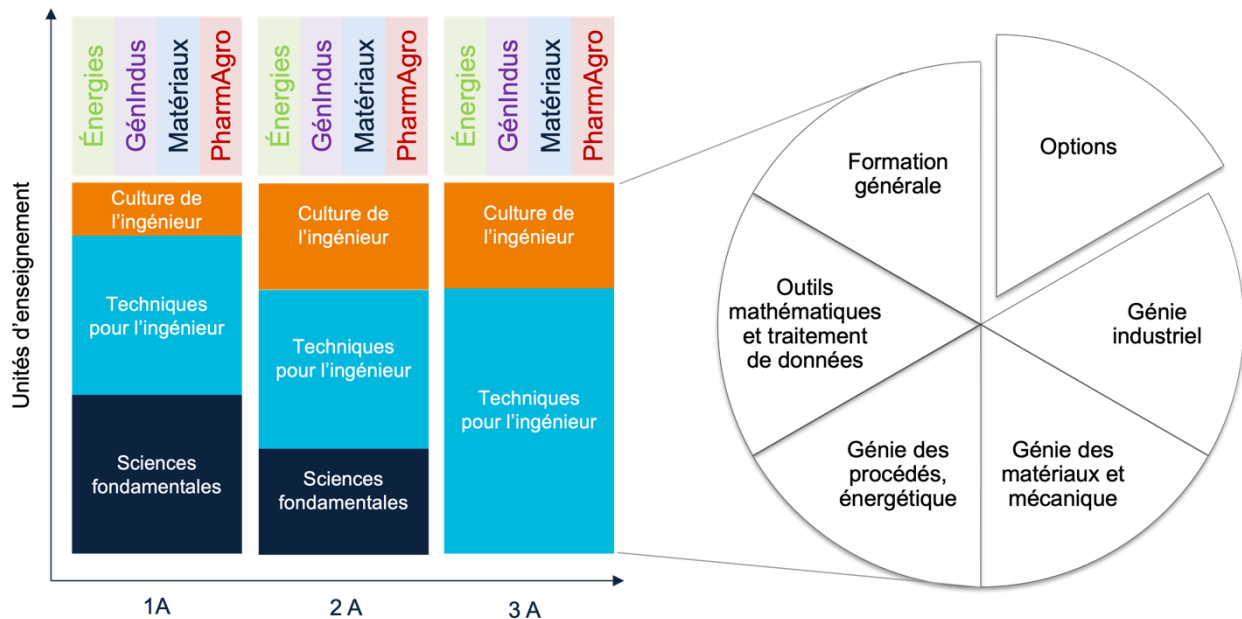 Unités d'enseignement
Énergies
GénIndus
Matériaux
PharmAgro
Énergies
GénIndus
Matériaux
PharmAgro
Énergies
GénIndus
Matériaux
PharmAgro
Culture de
l'ingénieur
Techniques
pour l'ingénieur
Sciences
fondamentales
Culture de
l'ingénieur
Techniques
pour l'ingénieur
Sciences
fondamentales
Culture de
l'ingénieur
Techniques
pour l'ingénieur
1A
2 A
3 A
Options
Formation
générale
Outils
mathématiques
et traitement
de données
Génie
industriel
Génie des
procédés,
énergétique
Génie des
matériaux et
mécanique